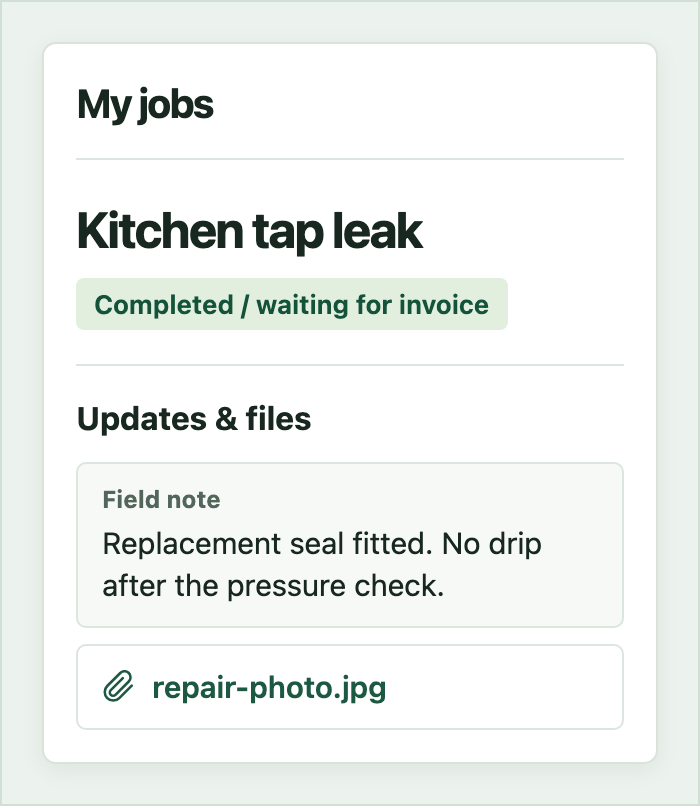 My jobs
Kitchen tap leak
Completed / waiting for invoice
Updates & files
Field note
Replacement seal fitted. No drip
after the pressure check.
repair-photo.jpg